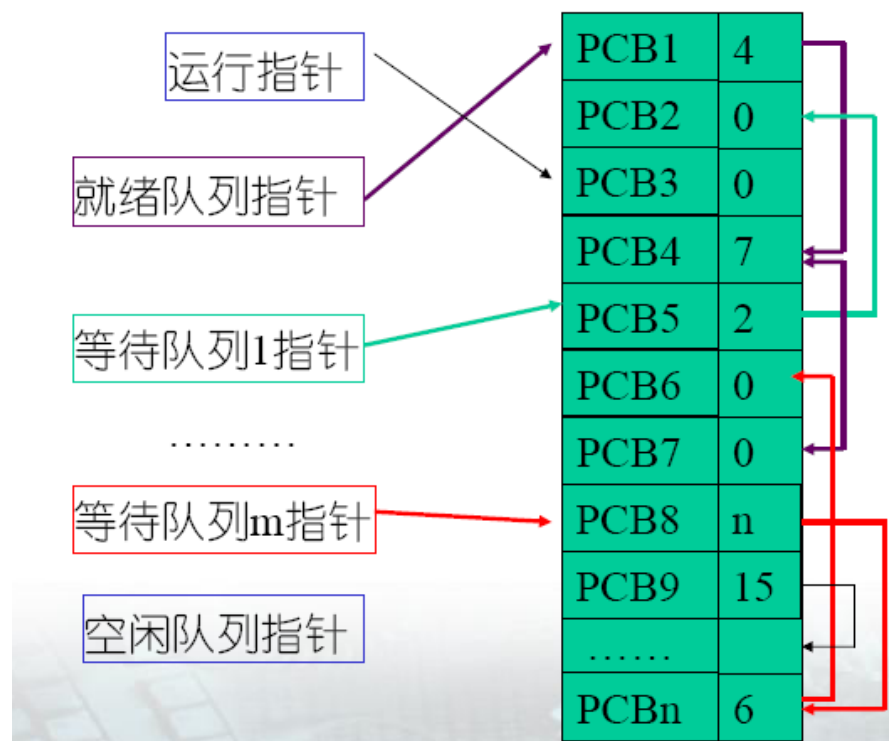 运行指针
就绪队列指针
等待队列1指针
………
等待队列m指针
空闲队列指针
PCB1 4
PCB2 0
PCB3 0
PCB4 7
PCB5 2
PCB6 0
PCB7 0
PCB8 n
PCB9 15
……
PCBn 6